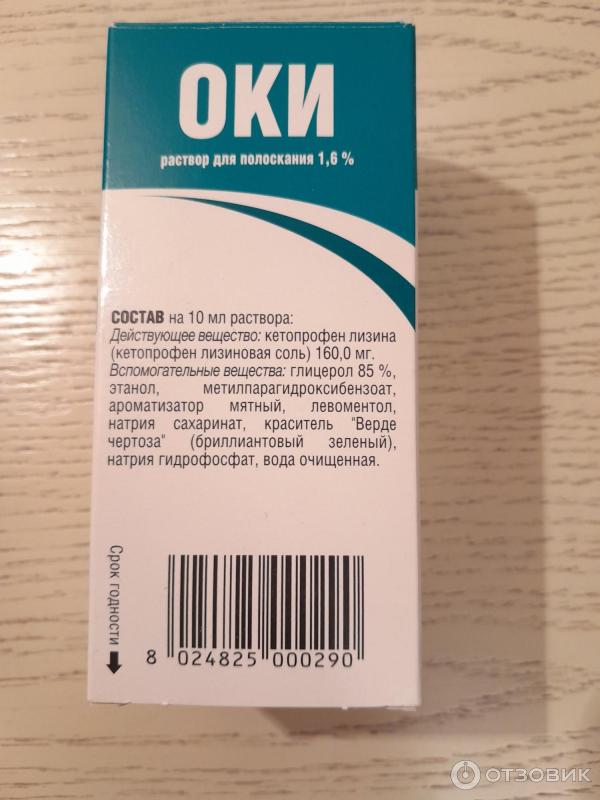 ОКИ
раствор для полоскания 1,6 %
СОСТАВ на 10 мл раствора:
Действующее вещество: кетопрофен лизина
(кетопрофен лизиновая соль) 160,0 мг.
Вспомогательные вещества: глицерол 85 %,
этанол, метилпарагидроксибензоат,
ароматизатор мятный, левоментол,
натрия сахаринат, краситель "Верде
чертоза" (бриллиантовый зеленый),
натрия гидрофосфат, вода очищенная.
Срок годности
8 024825 000290
ОТЗОВИК